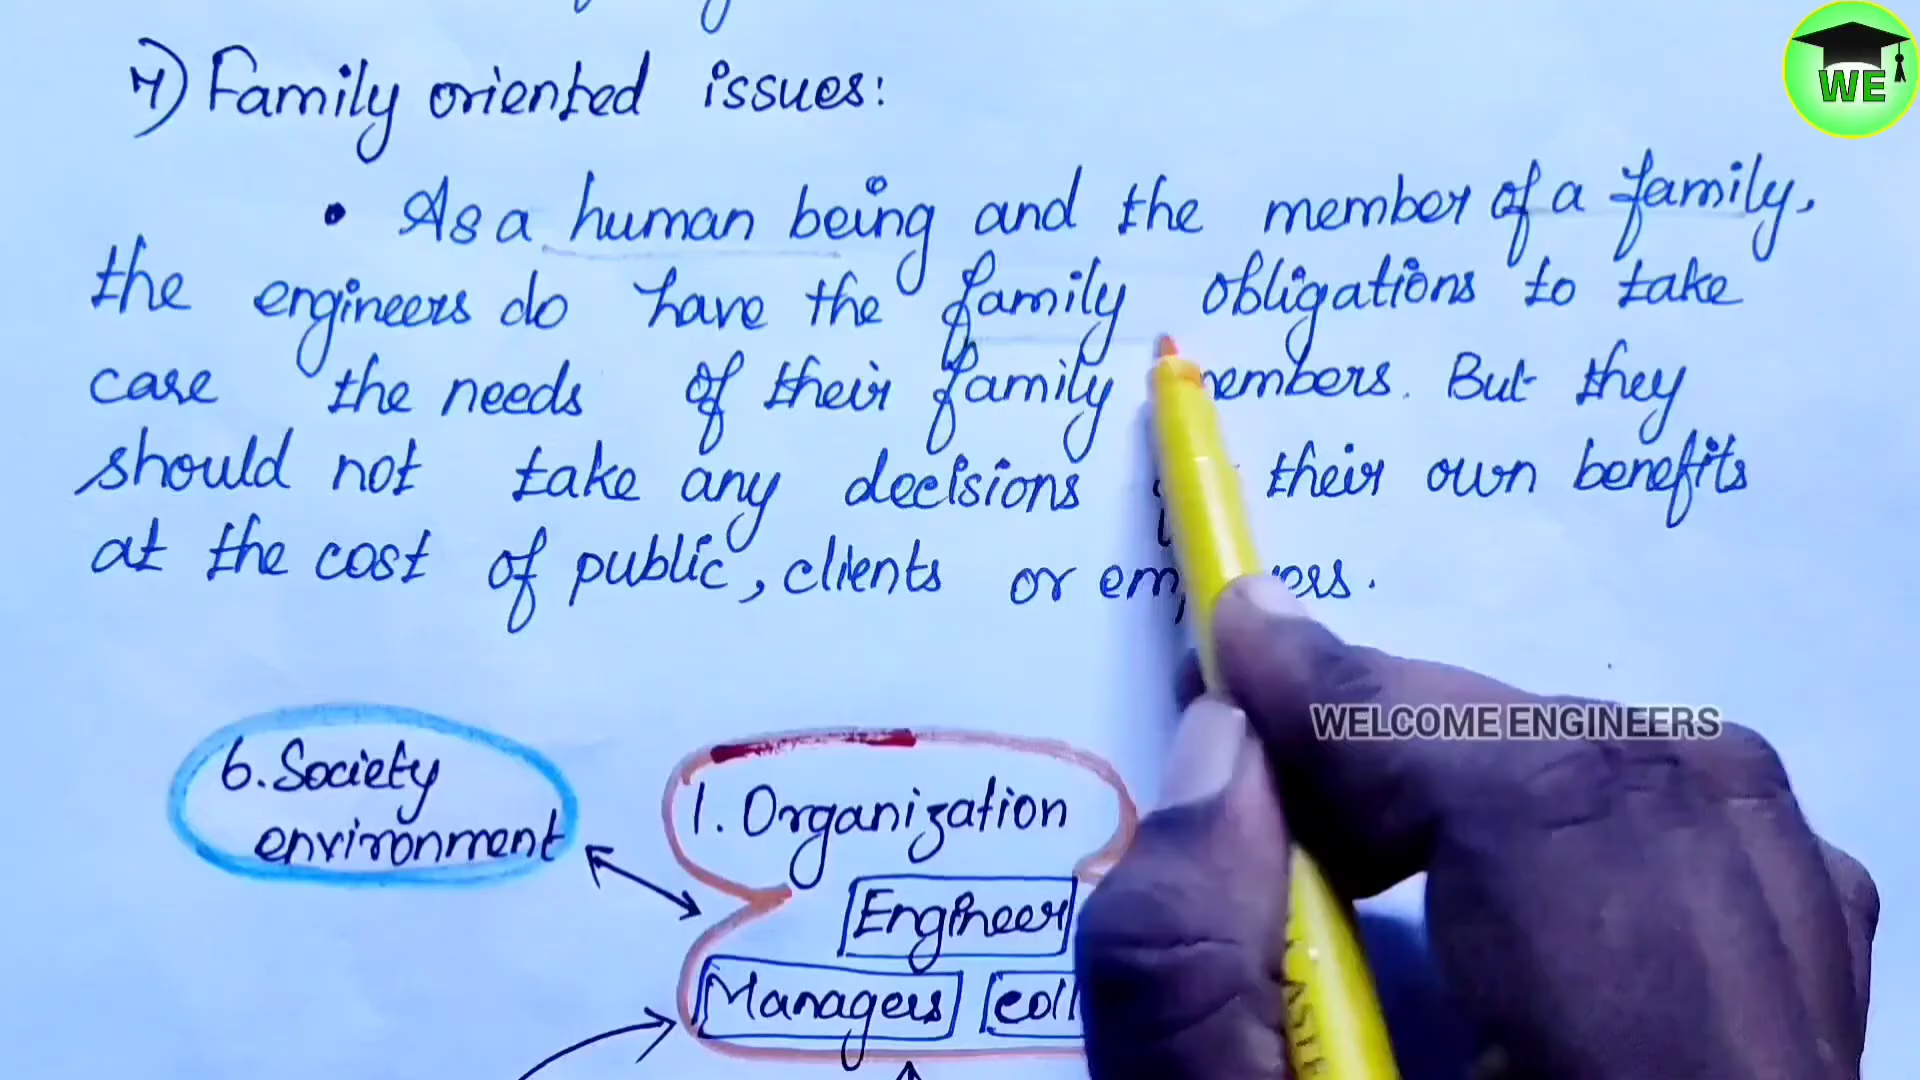 WE
7) Family oriented issues:
• As a human being and the member of a family,
the engineers do have the family obligations to take
care the needs of their family members. But they
should not take any decisions their own benefits
at the cost of public, clients or
WELCOME ENGINEERS
6. Society
environment
1. Organization
Engineer
Managers